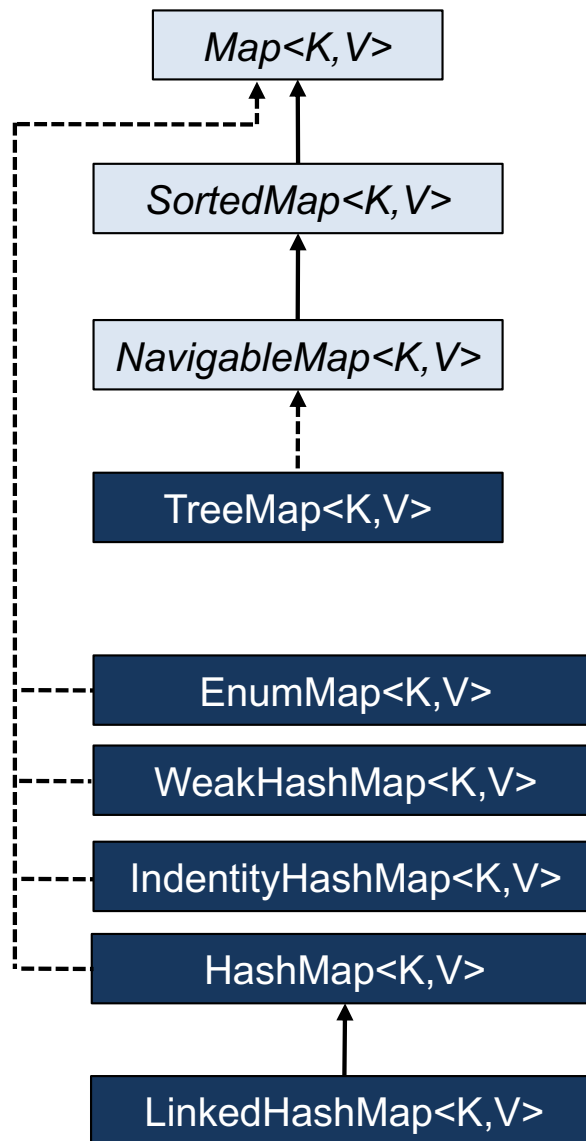 Map<K,V>
SortedMap<K,V>
NavigableMap<K,V>
TreeMap<K,V>
EnumMap<K,V>
WeakHashMap<K,V>
IndentityHashMap<K,V>
HashMap<K,V>
LinkedHashMap<K,V>